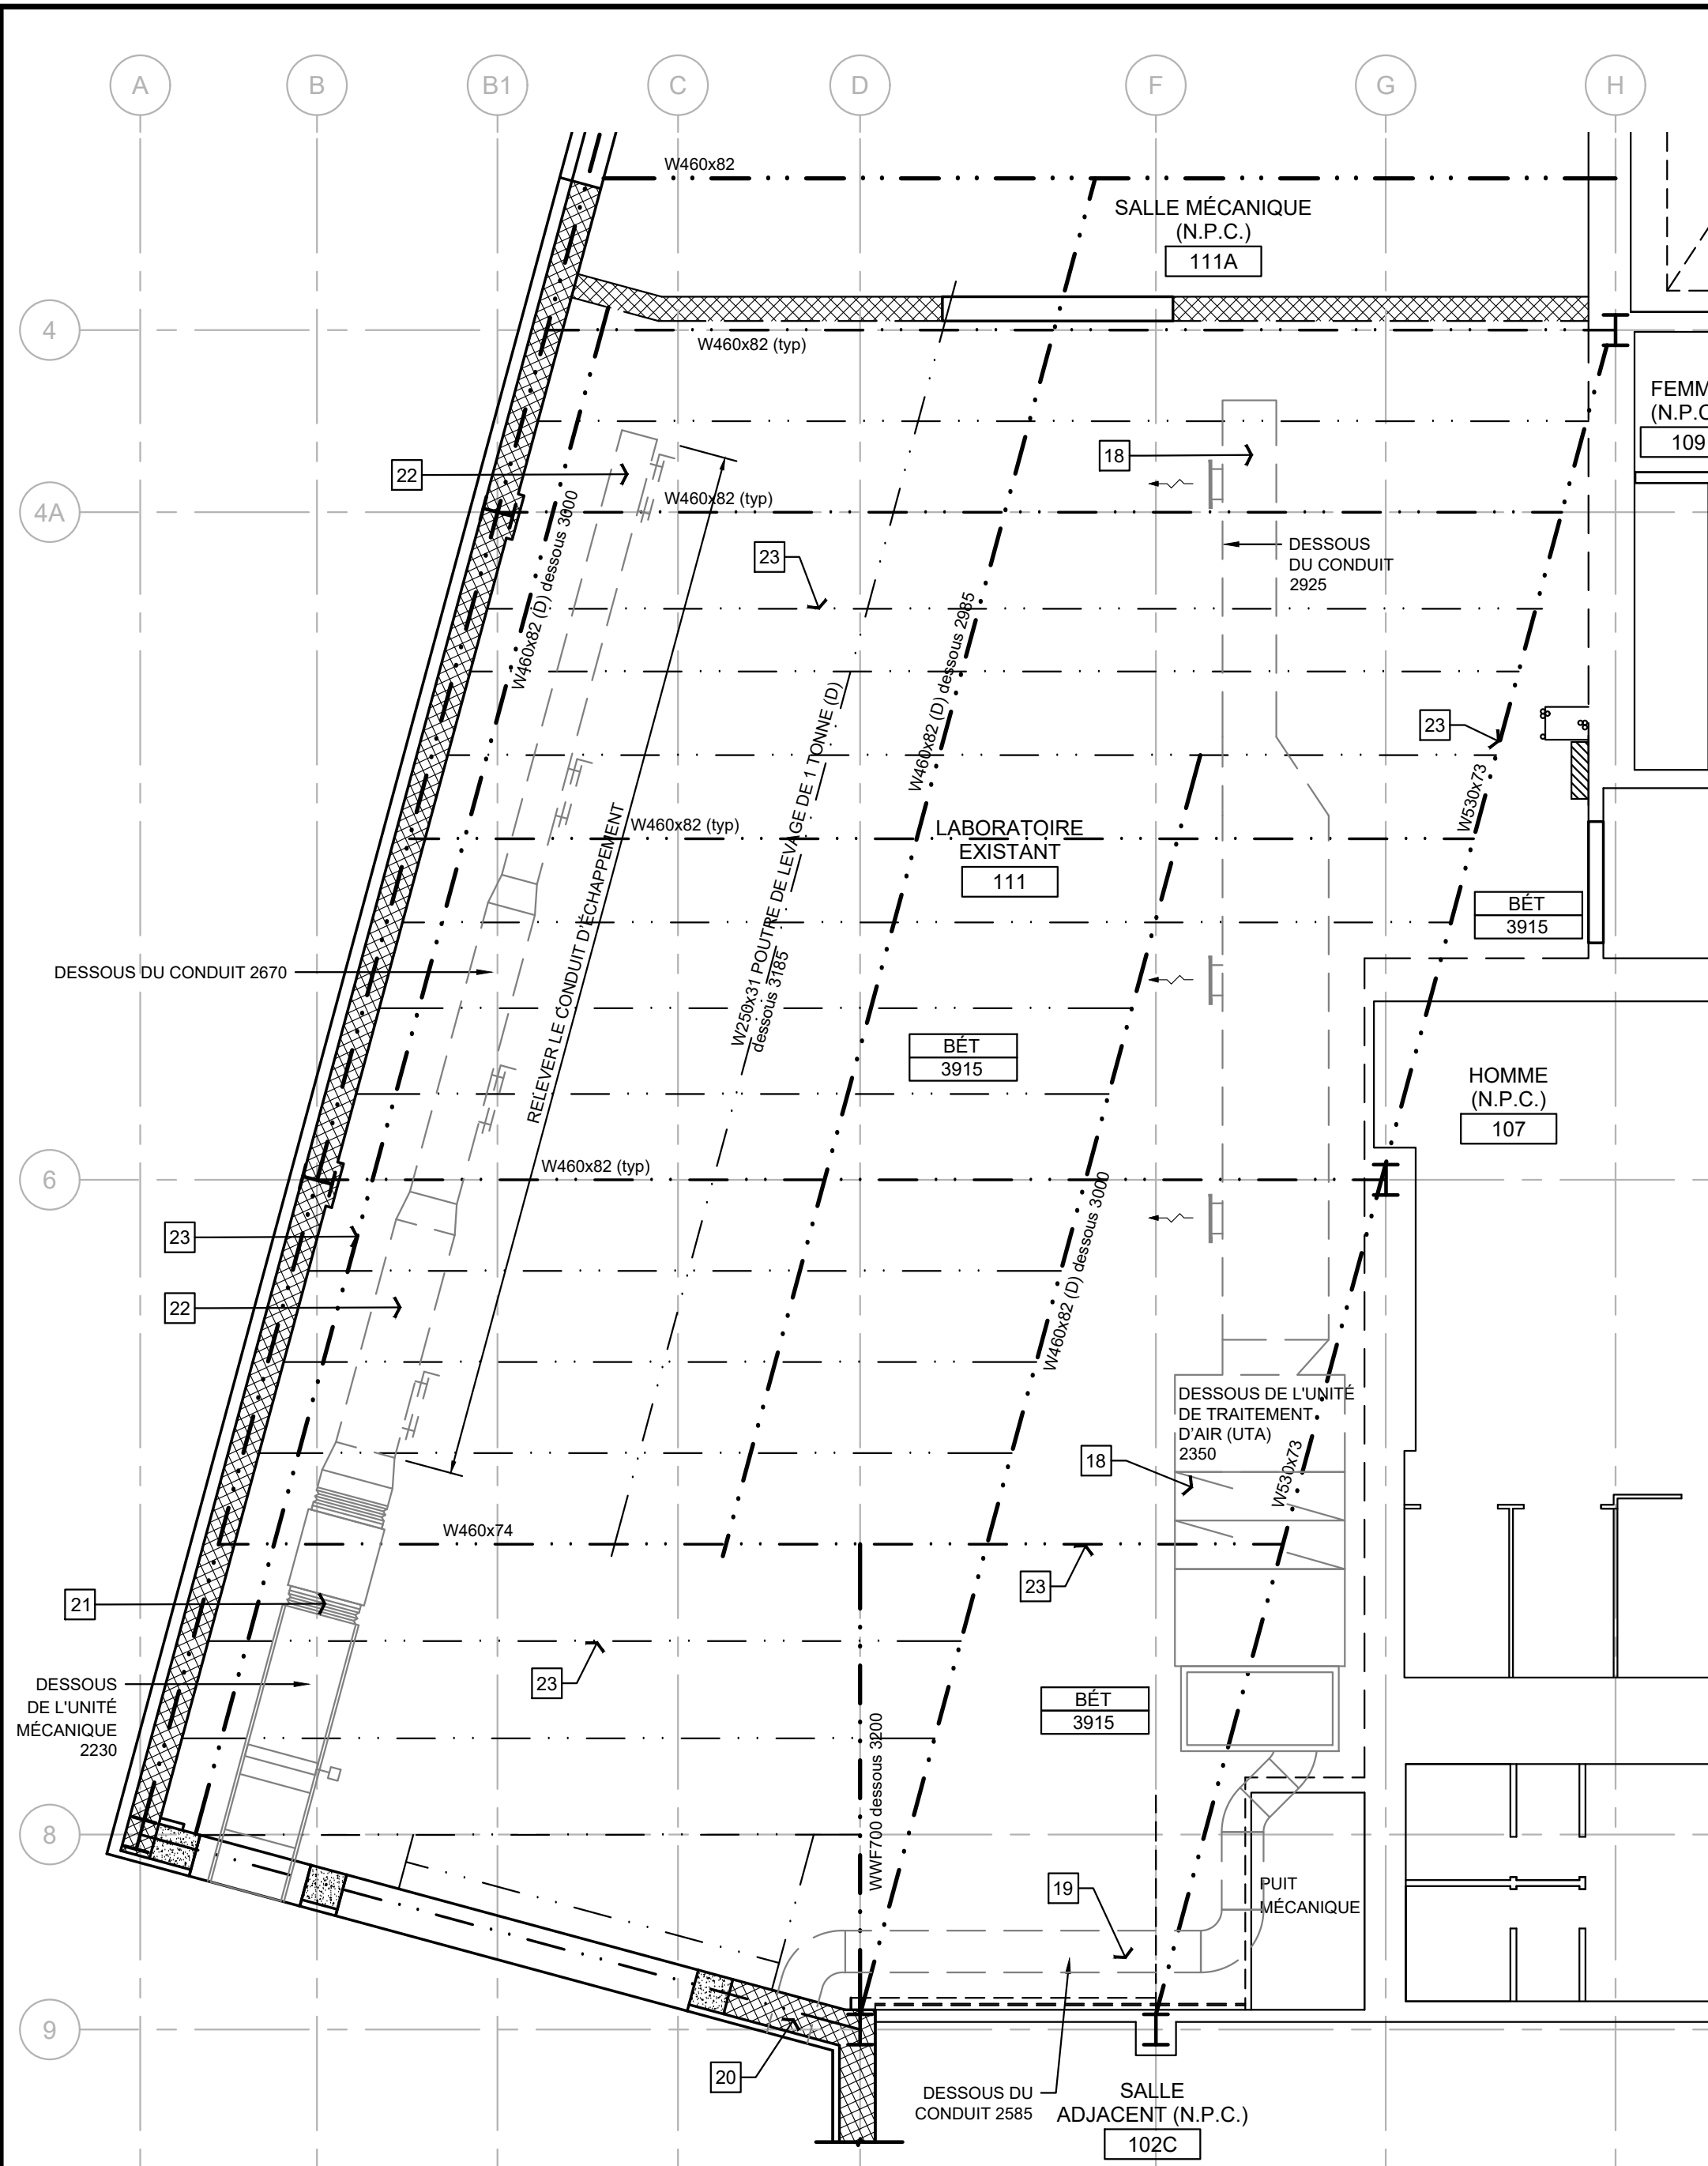 A
B
B1
C
D
F
G
H
W460x82
SALLE MÉCANIQUE
(N.P.C.)
111A
4
W460x82 (typ)
(N.P.
109
22
18
4A
W460x82 (typ)
23
DESSOUS
DU CONDUIT
2925
W460x82 (D) dessous 3000
W460x82 (D) dessous 2985
23
W530x73
W250x31 POUTRE DE LEVAGE DE 1 TONNE (D)
dessous 3185
RELEVER LE CONDUIT D'ÉCHAPPEMENT
W460x82 (typ)
LABORATOIRE
EXISTANT
111
BÉT
3915
DESSOUS DU CONDUIT 2670
BÉT
3915
HOMME
(N.P.C.)
107
6
W460x82 (typ)
W460x82 (D) dessous 3000
23
22
DESSOUS DE L'UNITÉ
DE TRAITEMENT
D'AIR (UTA)
2350
18
W530x73
W460x74
23
21
23
DESSOUS
DE L'UNITÉ
MÉCANIQUE
2230
BÉT
3915
WWF700 dessous 3200
8
19
PUIT
MÉCANIQUE
9
20
DESSOUS DU
CONDUIT 2585
SALLE
ADJACENT (N.P.C.)
102C